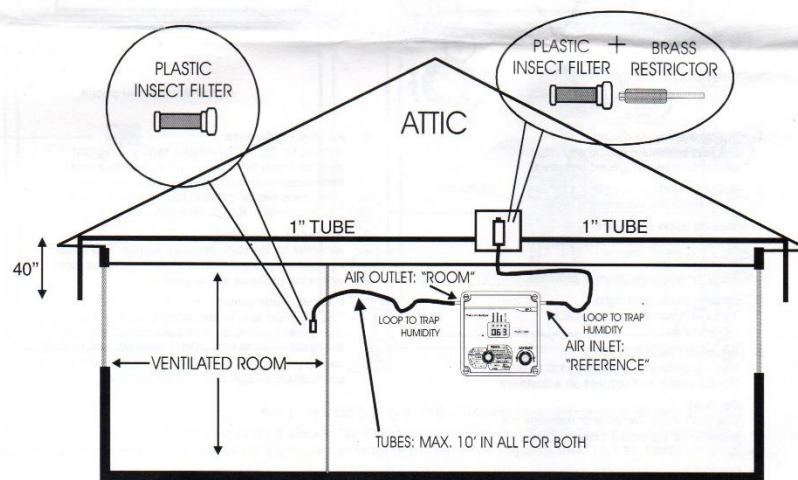 PLASTIC
INSECT FILTER
PLASTIC + BRASS
INSECT FILTER RESTRICTOR
ATTIC
1" TUBE
1" TUBE
40"
AIR OUTLET: "ROOM"
LOOP TO TRAP
HUMIDITY
063
LOOP TO TRAP
HUMIDITY
AIR INLET:
"REFERENCE"
VENTILATED ROOM
TUBES: MAX. 10' IN ALL FOR BOTH